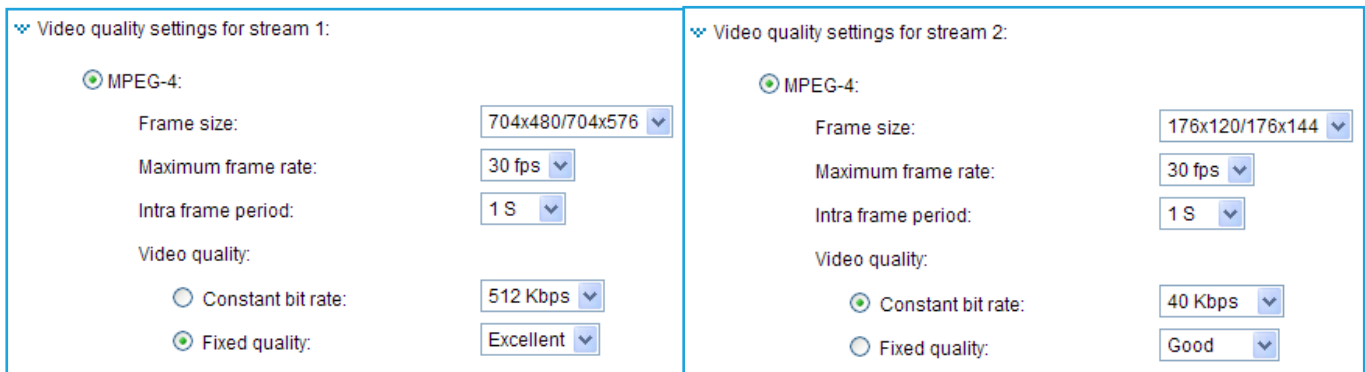 Video quality settings for stream 1:
MPEG-4:
Frame size: 704x480/704x576
Maximum frame rate: 30 fps
Intra frame period: 1 S
Video quality:
Constant bit rate: 512 Kbps
Fixed quality: Excellent
Video quality settings for stream 2:
MPEG-4:
Frame size: 176x120/176x144
Maximum frame rate: 30 fps
Intra frame period: 1 S
Video quality:
Constant bit rate: 40 Kbps
Fixed quality: Good